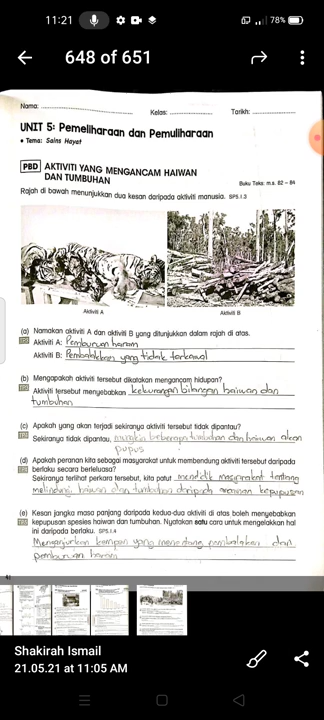 11:21
78%
648 of 651
Nama:
Kelas:
Tarikh:
UNIT 5: Pemeliharaan dan Pemuliharaan
• Tema: Sains Hayat
PBD AKTIVITI YANG MENGANCAM HAIWAN
DAN TUMBUHAN
Buku Teks: m.s. 82 – 84
Rajah di bawah menunjukkan dua kesan daripada aktiviti manusia. SP5.1.3
Aktiviti A
Aktiviti B
(a) Namakan aktiviti A dan aktiviti B yang ditunjukkan dalam rajah di atas.
Aktiviti A: Pemburuan haram
Aktiviti B: Pembalakan yang tidak terkawal
(b) Mengapakah aktiviti tersebut dikatakan mengancam hidupan?
Aktiviti tersebut menyebabkan kekurangan bilangan haiwan dan
tumbuhan
(c) Apakah yang akan terjadi sekiranya aktiviti tersebut tidak dipantau?
Sekiranya tidak dipantau, mungkin beberapa tumbuhan dan haiwan akan
pupus
(d) Apakah peranan kita sebagai masyarakat untuk membendung aktiviti tersebut daripada
berlaku secara berleluasa?
Sekiranya terlihat perkara tersebut, kita patut mendidik masyarakat tentang
melindungi haiwan dan tumbuhan daripada ancaman kepupusan
(e) Kesan jangka masa panjang daripada kedua-dua aktiviti di atas boleh menyebabkan
kepupusan spesies haiwan dan tumbuhan. Nyatakan satu cara untuk mengelakkan hal
ini daripada berlaku. SP5.1.4
Menganjurkan kempen yang menentang pembalakan dan
pemburuan haram
Shakirah Ismail
21.05.21 at 11:05 AM